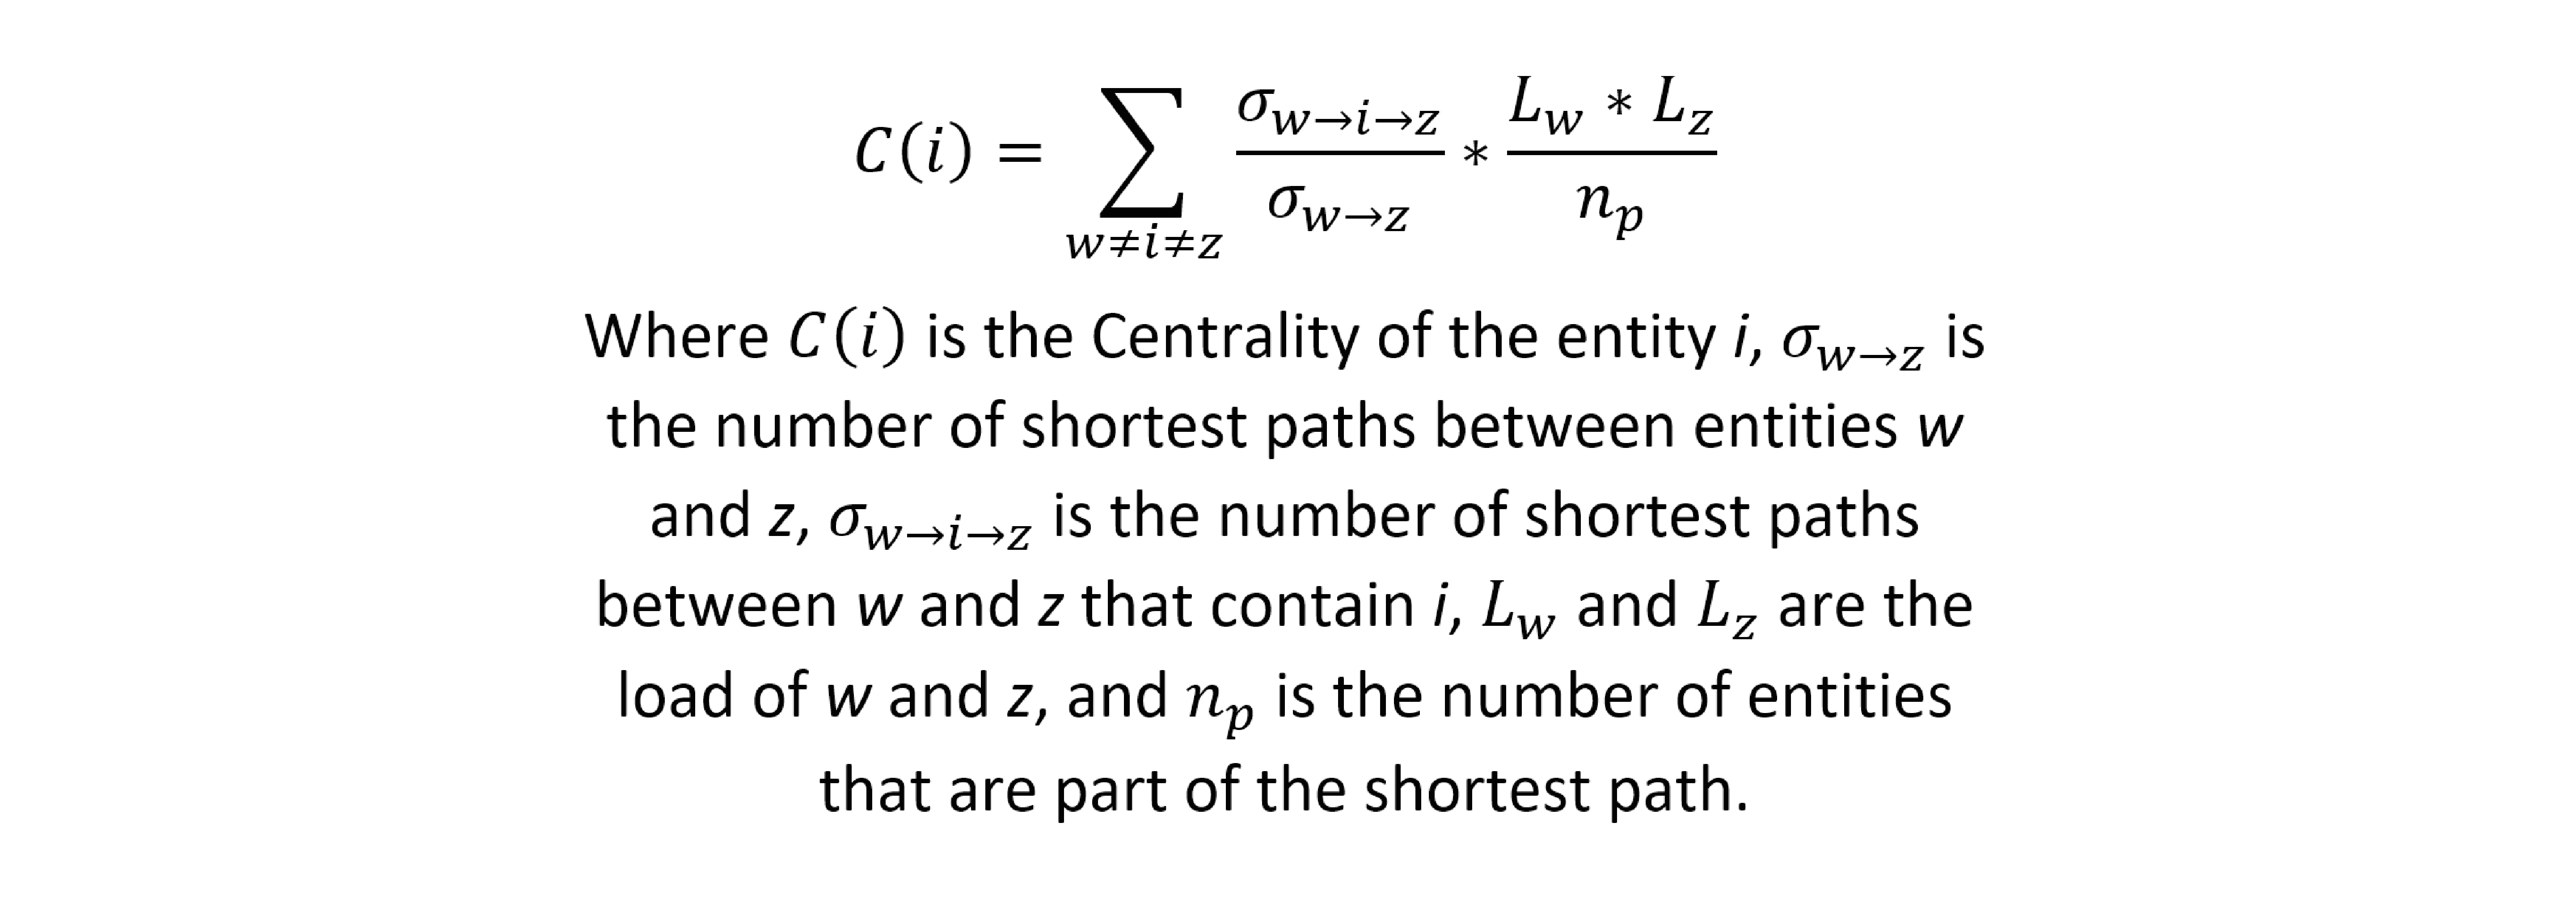 C(i) = ∑_{w≠i≠z} \frac{σ_{w→i→z}}{σ_{w→z}} * \frac{L_w * L_z}{n_p}
Where C(i) is the Centrality of the entity i, σ_{w→z} is
the number of shortest paths between entities w
and z, σ_{w→i→z} is the number of shortest paths
between w and z that contain i, L_w and L_z are the
load of w and z, and n_p is the number of entities
that are part of the shortest path.